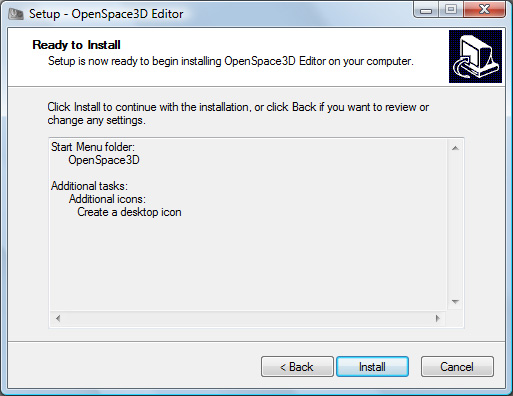 Setup - OpenSpace3D Editor
Ready to Install
Setup is now ready to begin installing OpenSpace3D Editor on your computer.
Click Install to continue with the installation, or click Back if you want to review or
change any settings.
Start Menu folder:
OpenSpace3D
Additional tasks:
Additional icons:
Create a desktop icon
< Back
Install
Cancel